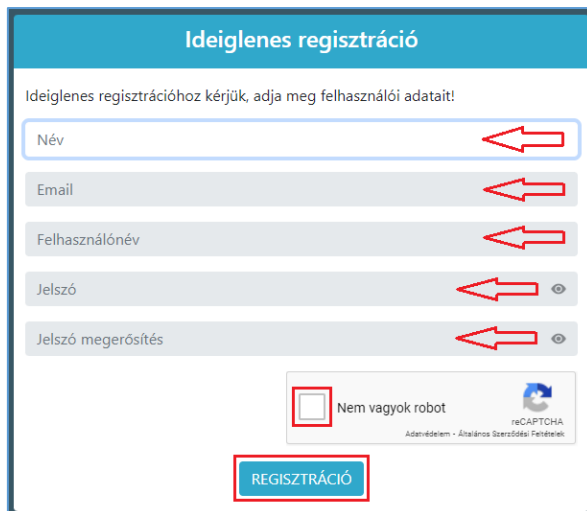 Ideiglenes regisztráció
Ideiglenes regisztrációhoz kérjük, adja meg felhasználói adatait!
Név
Email
Felhasználónév
Jelszó
Jelszó megerősítés
Nem vagyok robot
reCAPTCHA
Adatvédelem - Általános Szerződési Feltételek
REGISZTRÁCIÓ